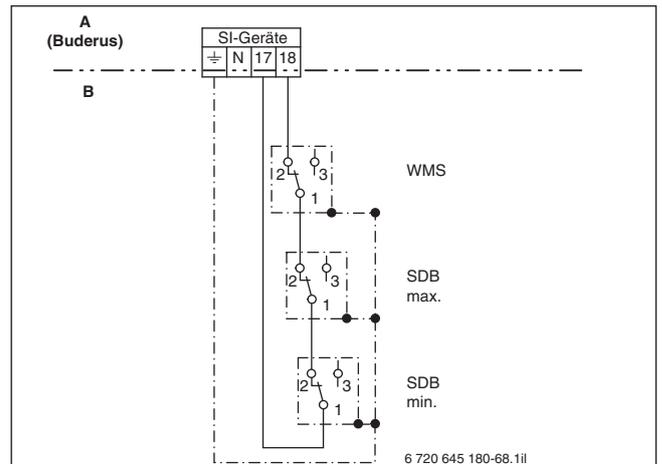 A
(Buderus)
SI-Geräte
N 17 18
B
WMS
2 3
1
SDB
max.
2 3
1
SDB
min.
2 3
1
6 720 645 180-68.1il